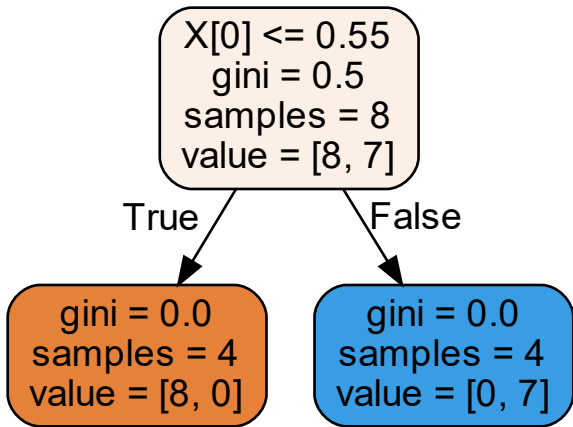 X[0] <= 0.55
gini = 0.5
samples = 8
value = [8, 7]
True
False
gini = 0.0
samples = 4
value = [8, 0]
gini = 0.0
samples = 4
value = [0, 7]